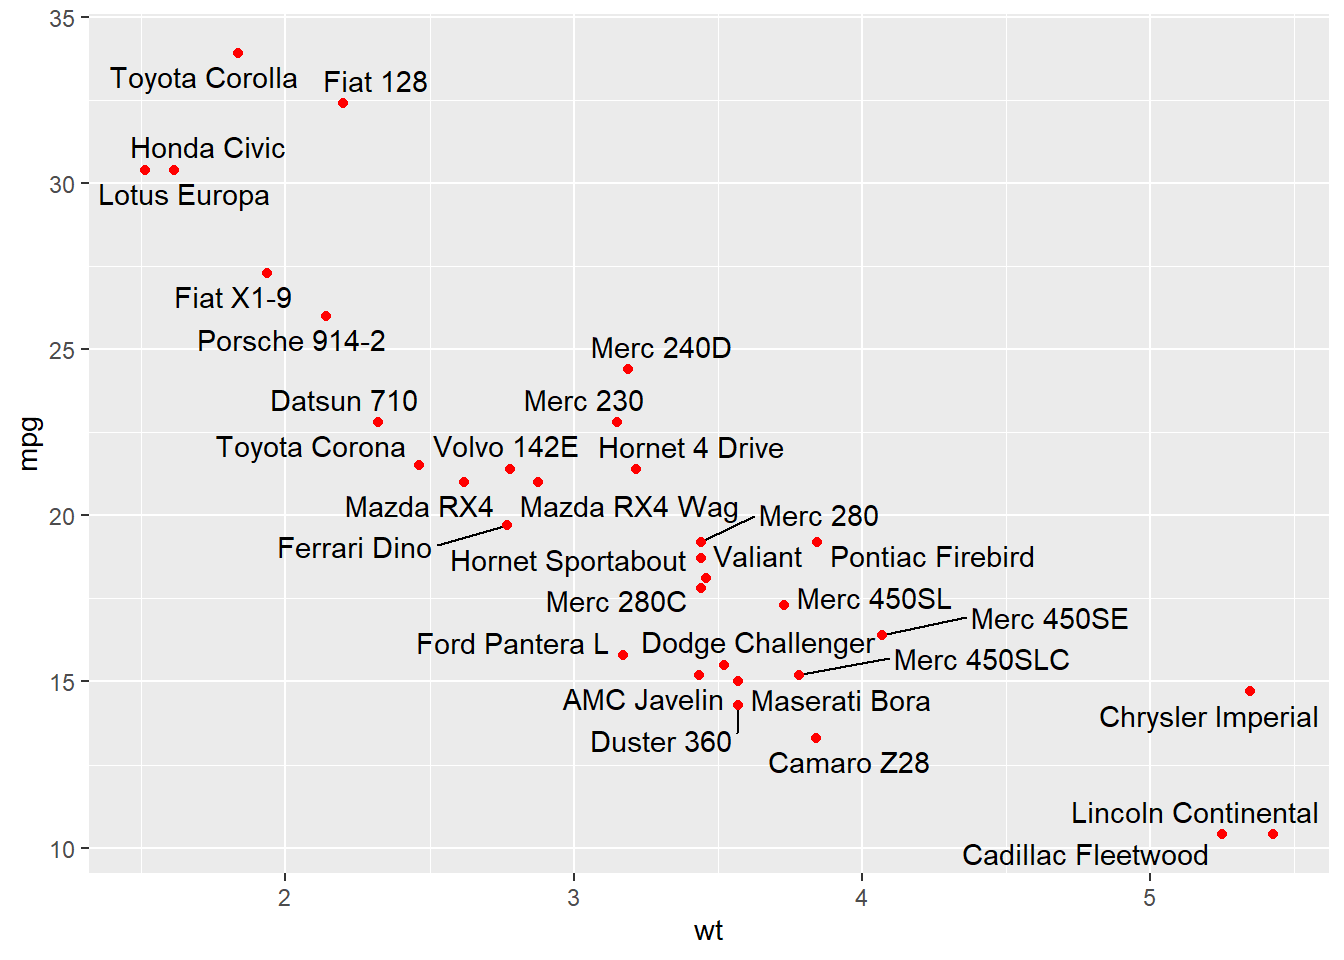 35
Toyota Corolla
Fiat 128
Honda Civic
30
Lotus Europa
Fiat X1-9
Porsche 914-2
25
Merc 240D
Datsun 710
Merc 230
mpg
Toyota Corona
Volvo 142E
Hornet 4 Drive
Mazda RX4
Mazda RX4 Wag
20
Merc 280
Ferrari Dino
Hornet Sportabout
Valiant
Pontiac Firebird
Merc 280C
Merc 450SL
Merc 450SE
Ford Pantera L
Dodge Challenger
Merc 450SLC
15
AMC Javelin
Maserati Bora
Chrysler Imperial
Duster 360
Camaro Z28
Lincoln Continental
10
Cadillac Fleetwood
2
3
4
5
wt